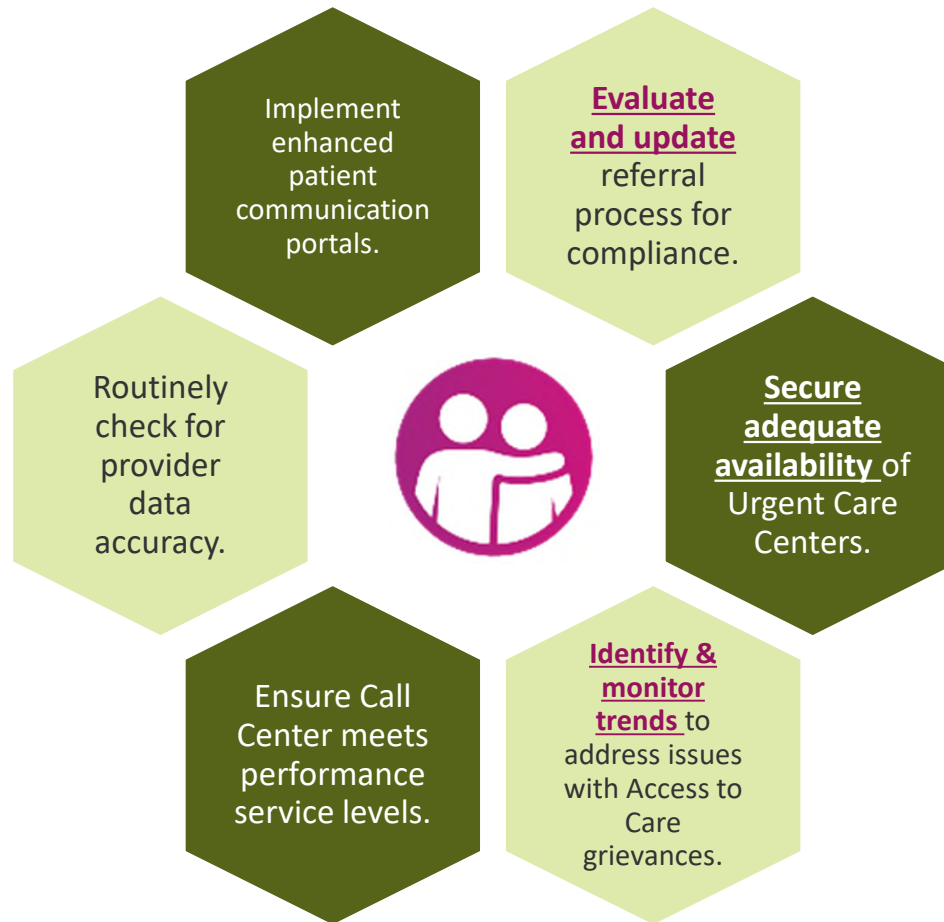 Implement
enhanced
patient
communication
portals.
Evaluate
and update
referral
process for
compliance.
Secure
adequate
availability of
Urgent Care
Centers.
Identify &
monitor
trends to
address issues
with Access to
Care
grievances.
Ensure Call
Center meets
performance
service levels.
Routinely
check for
provider
data
accuracy.